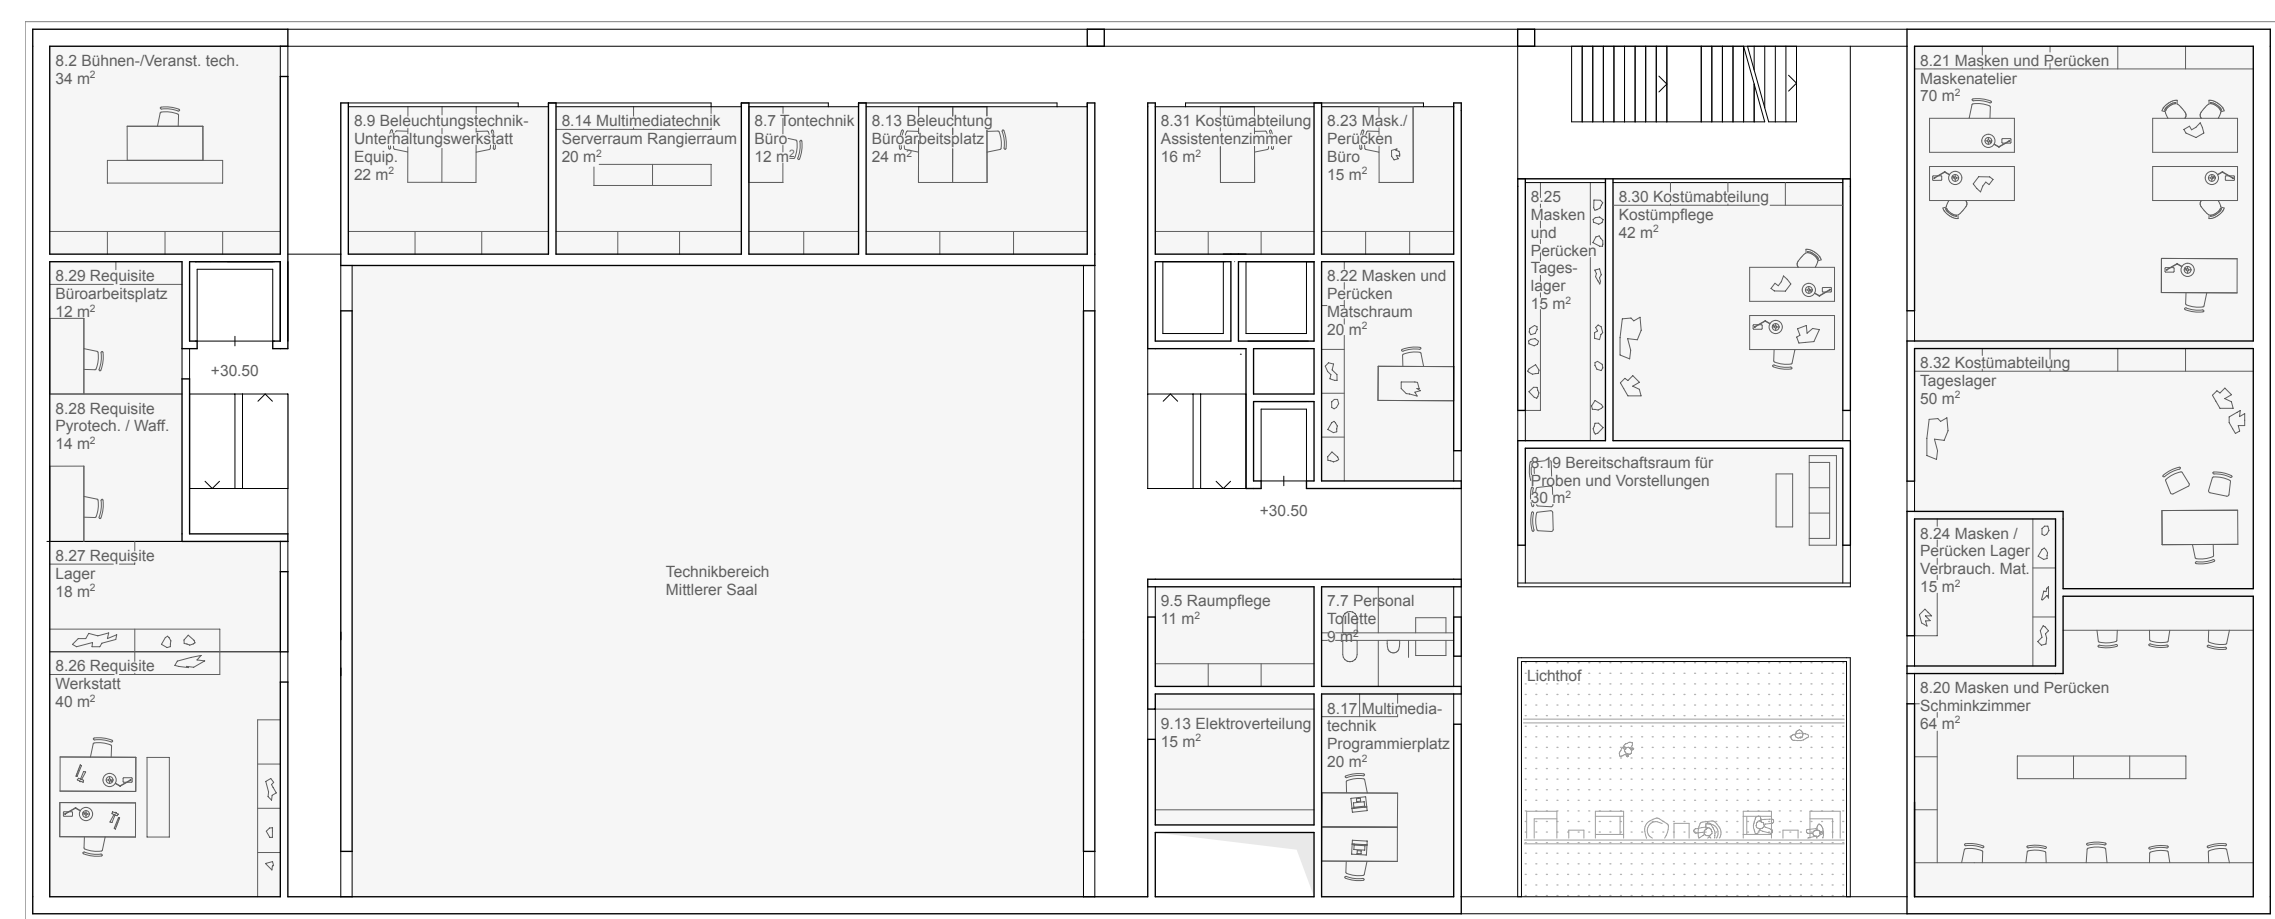 8.2 Bühnen-/Veranst. tech.
34 m²
8.9 Beleuchtungstechnik-
Unterhaltungswerkstatt
Equip.
22 m²
8.14 Multimediatechnik
Serverraum Rangierraum
20 m²
8.7 Tontechnik
Büro
12 m²
8.13 Beleuchtung
Büroarbeitsplatz
24 m²
8.31 Kostümabteilung
Assistentenzimmer
16 m²
8.23 Mask./
Perücken
Büro
15 m²
8.25
Masken
und
Perücken
Tages-
lager
15 m²
8.30 Kostümabteilung
Kostümpflege
42 m²
8.21 Masken und Perücken
Maskenatelier
70 m²
8.29 Requisite
Büroarbeitsplatz
12 m²
+30.50
8.28 Requisite
Pyrotech. / Waff.
14 m²
8.27 Requisite
Lager
18 m²
8.26 Requisite
Werkstatt
40 m²
Technikbereich
Mittlerer Saal
8.22 Masken und
Perücken
Matschraum
20 m²
+30.50
8.19 Bereitschaftsraum für
Proben und Vorstellungen
30 m²
8.32 Kostümabteilung
Tageslager
50 m²
8.24 Masken /
Perücken Lager
Verbrauch. Mat.
15 m²
9.5 Raumpflege
11 m²
7.7 Personal
Toilette
9 m²
9.13 Elektroverteilung
15 m²
8.17 Multimedia-
technik
Programmierplatz
20 m²
Lichthof
8.20 Masken und Perücken
Schminkzimmer
64 m²